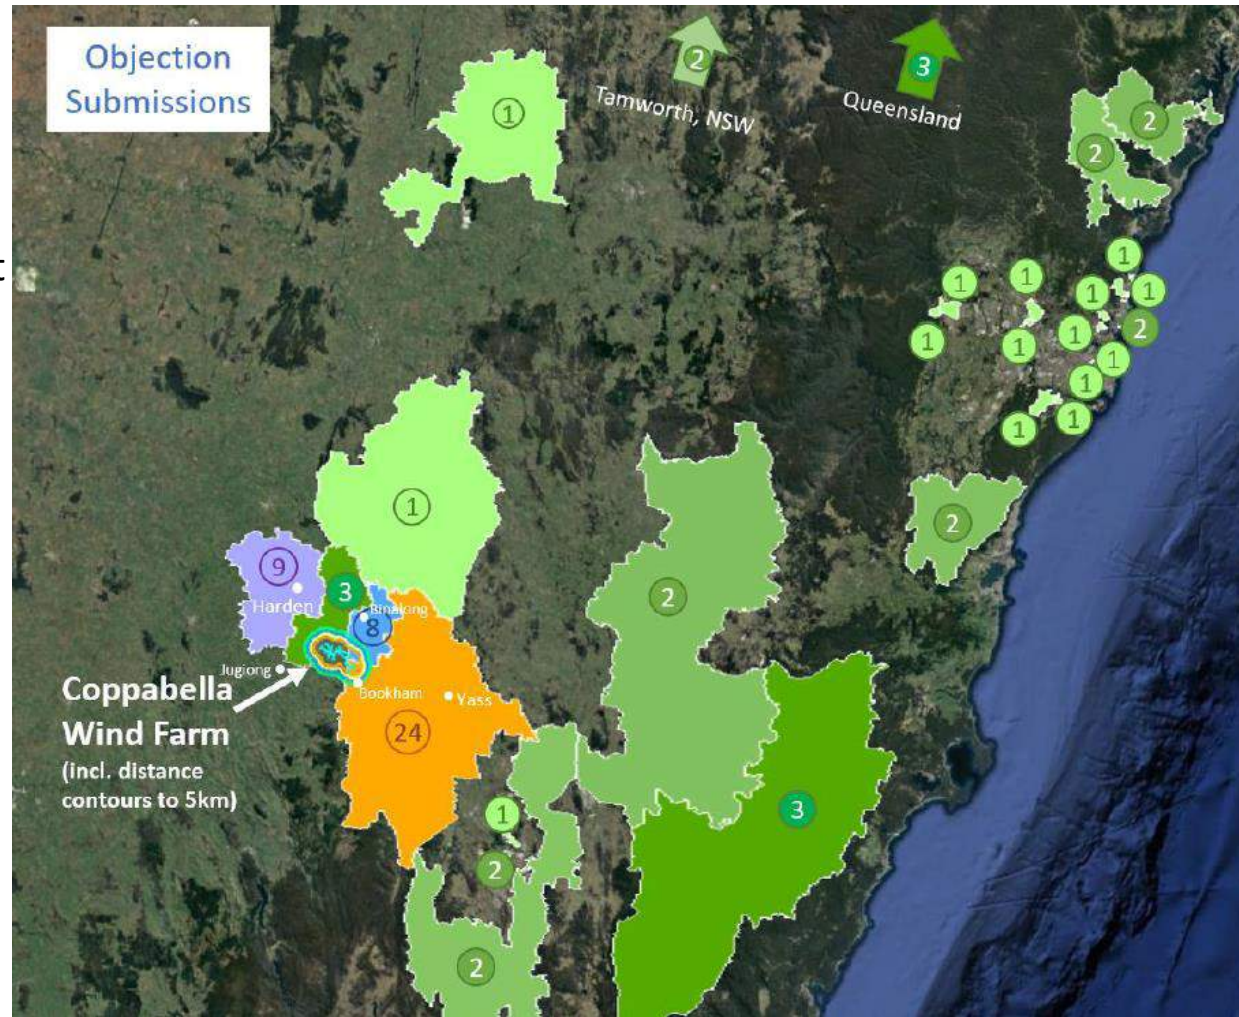 Objection
Submissions
2
Tamworth, NSW
3
Queensland
1
2
2
t
1
1
1
1
1
1
2
1
1
1
1
1
1
1
1
2
2
9
Harden
3
Binalong
8
Jugiong
Bookham
Yass
24
Coppabella
Wind Farm
(incl. distance
contours to 5km)
1
2
3
2